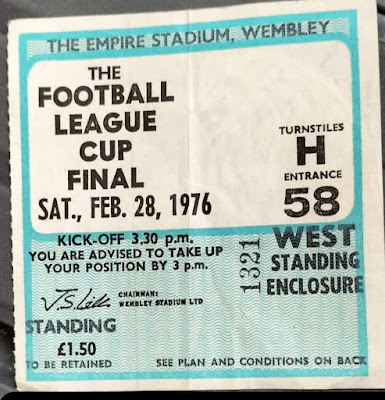 THE EMPIRE STADIUM, WEMBLEY
THE
FOOTBALL
LEAGUE
CUP
FINAL
SAT., FEB. 28, 1976
TURNSTILES
H
ENTRANCE
58
KICK-OFF 3.30 p.m.
YOU ARE ADVISED TO TAKE UP
YOUR POSITION BY 3 p.m.
CHAIRMAN:
WEMBLEY STADIUM LTD
1321
WEST
STANDING
ENCLOSURE
STANDING
£1.50
TO BE RETAINED
SEE PLAN AND CONDITIONS ON BACK